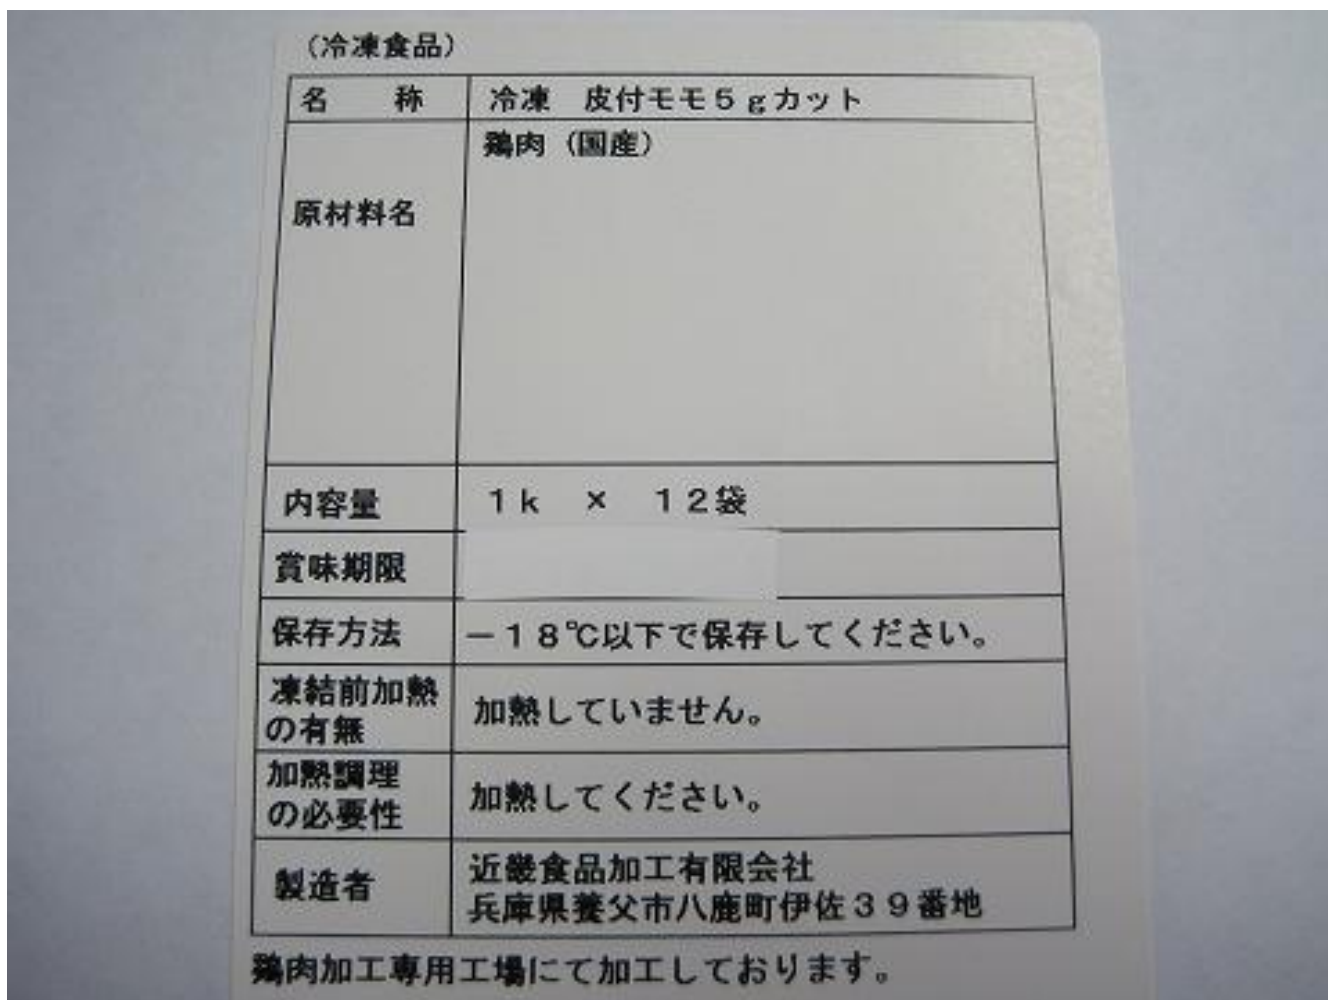 （冷凍食品）
名　　称　冷凍　皮付モモ５ｇカット
原材料名　鶏肉（国産）
内容量　１ｋ　×　１２袋
賞味期限
保存方法　－１８℃以下で保存してください。
凍結前加熱
の有無　加熱していません。
加熱調理
の必要性　加熱してください。
製造者　近畿食品加工有限会社
兵庫県養父市八鹿町伊佐３９番地
鶏肉加工専用工場にて加工しております。